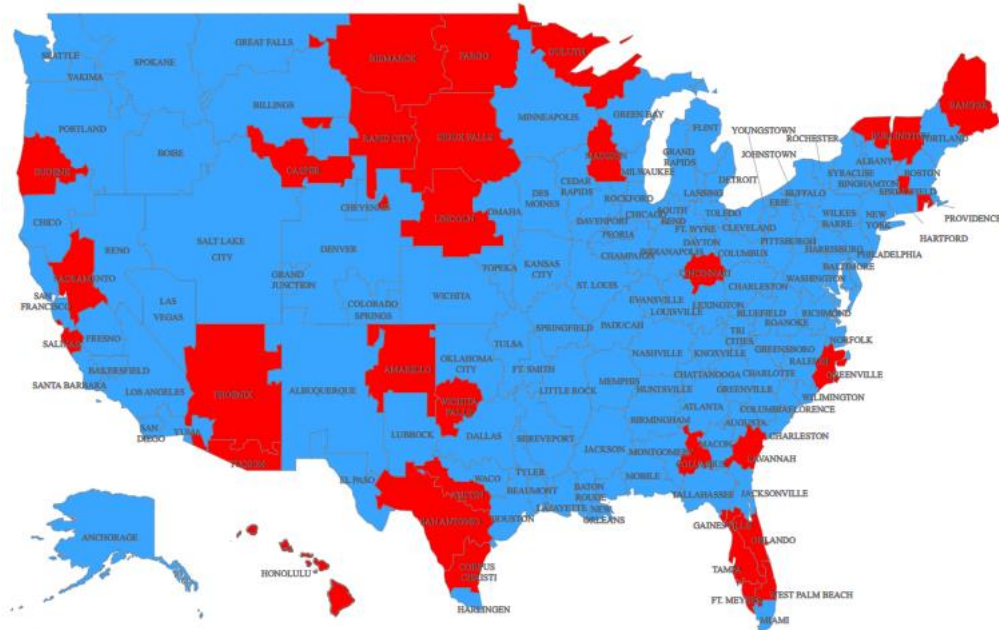 SEATTLE
SPOKANE
GREAT FALLS
YAKIMA
BISMARCK
FARGO
DULUTH
PORTLAND
BILLINGS
BOISE
RAPID CITY
SIOUX FALLS
MINNEAPOLIS
GREEN BAY
FLINT
YOUNGSTOWN
ROCHESTER
JOHNSTOWN
BURLINGTON
BANGOR
PORTLAND
EUGENE
CASPER
MADISON
MILWAUKEE
GRAND
RAPIDS
LANSING
DETROIT
BUFFALO
ERIE
SYRACUSE
ALBANY
BINGHAMTON
BOSTON
SPRINGFIELD
PROVIDENCE
HARTFORD
CHICO
RENO
SALT LAKE
CITY
CHEYENNE
LINCOLN
OMAHA
DES
MOINES
CEDAR
RAPIDS
ROCKFORD
CHICAGO
DAVENPORT
PEORIA
SOUTH
BEND
FT. WYNE
TOLEDO
CLEVELAND
WILKES
BARRE
NEW
YORK
PITTSBURGH
HARRISBURG
PHILADELPHIA
BALTIMORE
WASHINGTON
SACRAMENTO
SAN
FRANCISCO
DENVER
GRAND
JUNCTION
COLORADO
SPRINGS
TOPEKA
KANSAS
CITY
CHAMPAIGN
INDIANAPOLIS
DAYTON
COLUMBUS
CINCINNATI
CHARLESTON
LAS
VEGAS
WICHITA
ST. LOUIS
EVANSVILLE
LOUISVILLE
LEXINGTON
BLUEFIELD
ROANOKE
RICHMOND
NORFOLK
SALINAS
FRESNO
BAKERSFIELD
SANTA BARBARA
LOS ANGELES
SAN
DIEGO
YUMA
PHOENIX
TUCSON
ALBUQUERQUE
AMARILLO
OKLAHOMA
CITY
TULSA
SPRINGFIELD
PADUCAH
FT. SMITH
LITTLE ROCK
MEMPHIS
NASHVILLE
KNOXVILLE
TRI
CITIES
GREENSBORO
RALEIGH
GREENVILLE
CHATTANOOGA
CHARLOTTE
HUNTSVILLE
GREENVILLE
WILIMINGTON
COLUMBIA
FLORENCE
WICHITA
FALLS
LUBBOCK
DALLAS
SHREVEPORT
JACKSON
BIRMINGHAM
ATLANTA
AUGUSTA
MACON
CHARLESTON
MONTGOMERY
COLUMBUS
SAVANNAH
EL PASO
WACO
TYLER
AUSTIN
BEAUMONT
BATON
ROUGE
MOBILE
TALLAHASSEE
JACKSONVILLE
SAN ANTONIO
HOUSTON
LAFAYETTE
NEW
ORLEANS
GAINESVILLE
ORLANDO
TAMPA
WEST PALM BEACH
FT. MEYERS
MIAMI
CORPUS
CHRISTI
HARLINGEN
ANCHORAGE
HONOLULU